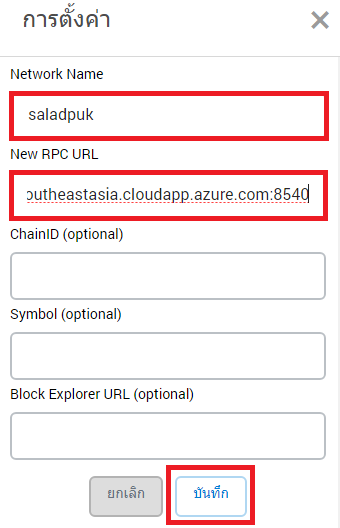 การตั้งค่า
Network Name
saladpuk
New RPC URL
outheastasia.cloudapp.azure.com:8540
ChainID (optional)
Symbol (optional)
Block Explorer URL (optional)
ยกเลิก บันทึก